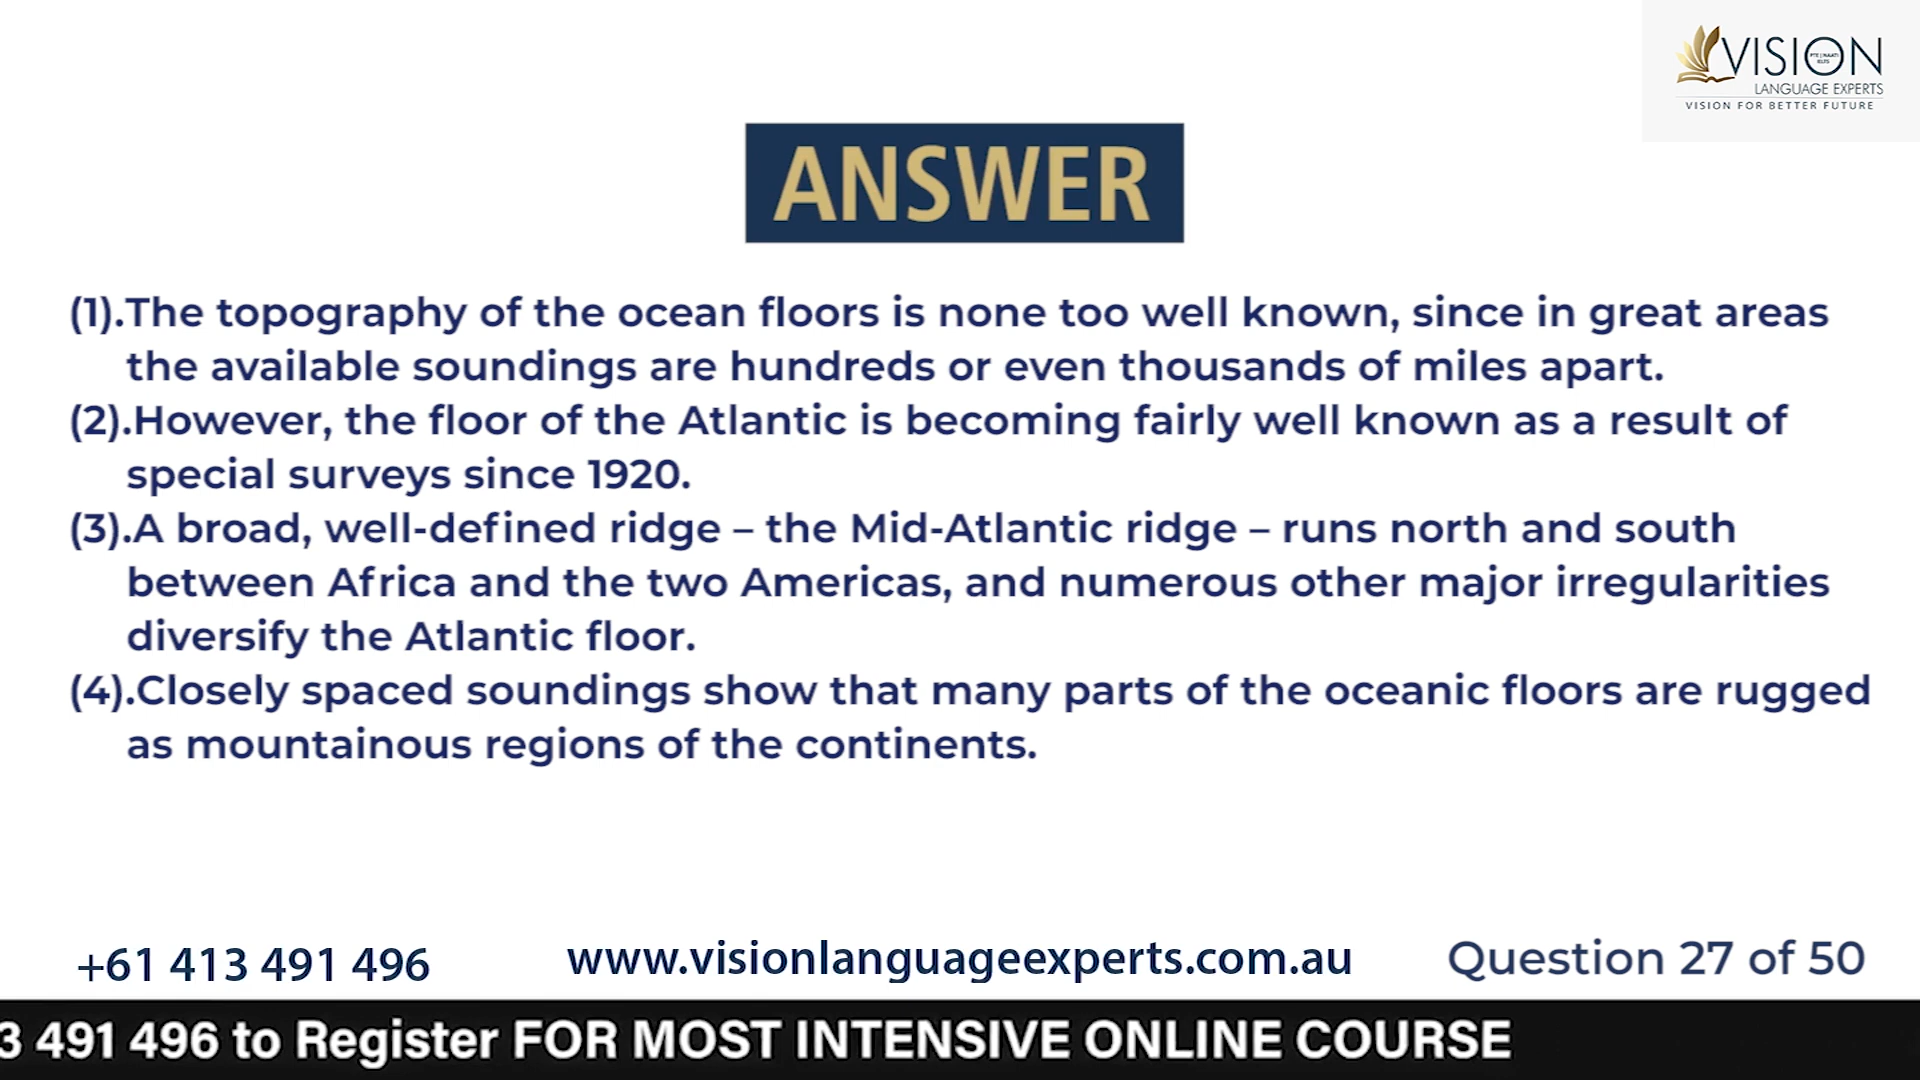 VISION
LANGUAGE EXPERTS
VISION FOR BETTER FUTURE
ANSWER
(1).The topography of the ocean floors is none too well known, since in great areas
the available soundings are hundreds or even thousands of miles apart.
(2).However, the floor of the Atlantic is becoming fairly well known as a result of
special surveys since 1920.
(3).A broad, well-defined ridge – the Mid-Atlantic ridge – runs north and south
between Africa and the two Americas, and numerous other major irregularities
diversify the Atlantic floor.
(4).Closely spaced soundings show that many parts of the oceanic floors are rugged
as mountainous regions of the continents.
+61 413 491 496
www.visionlanguageexperts.com.au
Question 27 of 50
3 491 496 to Register FOR MOST INTENSIVE ONLINE COURSE